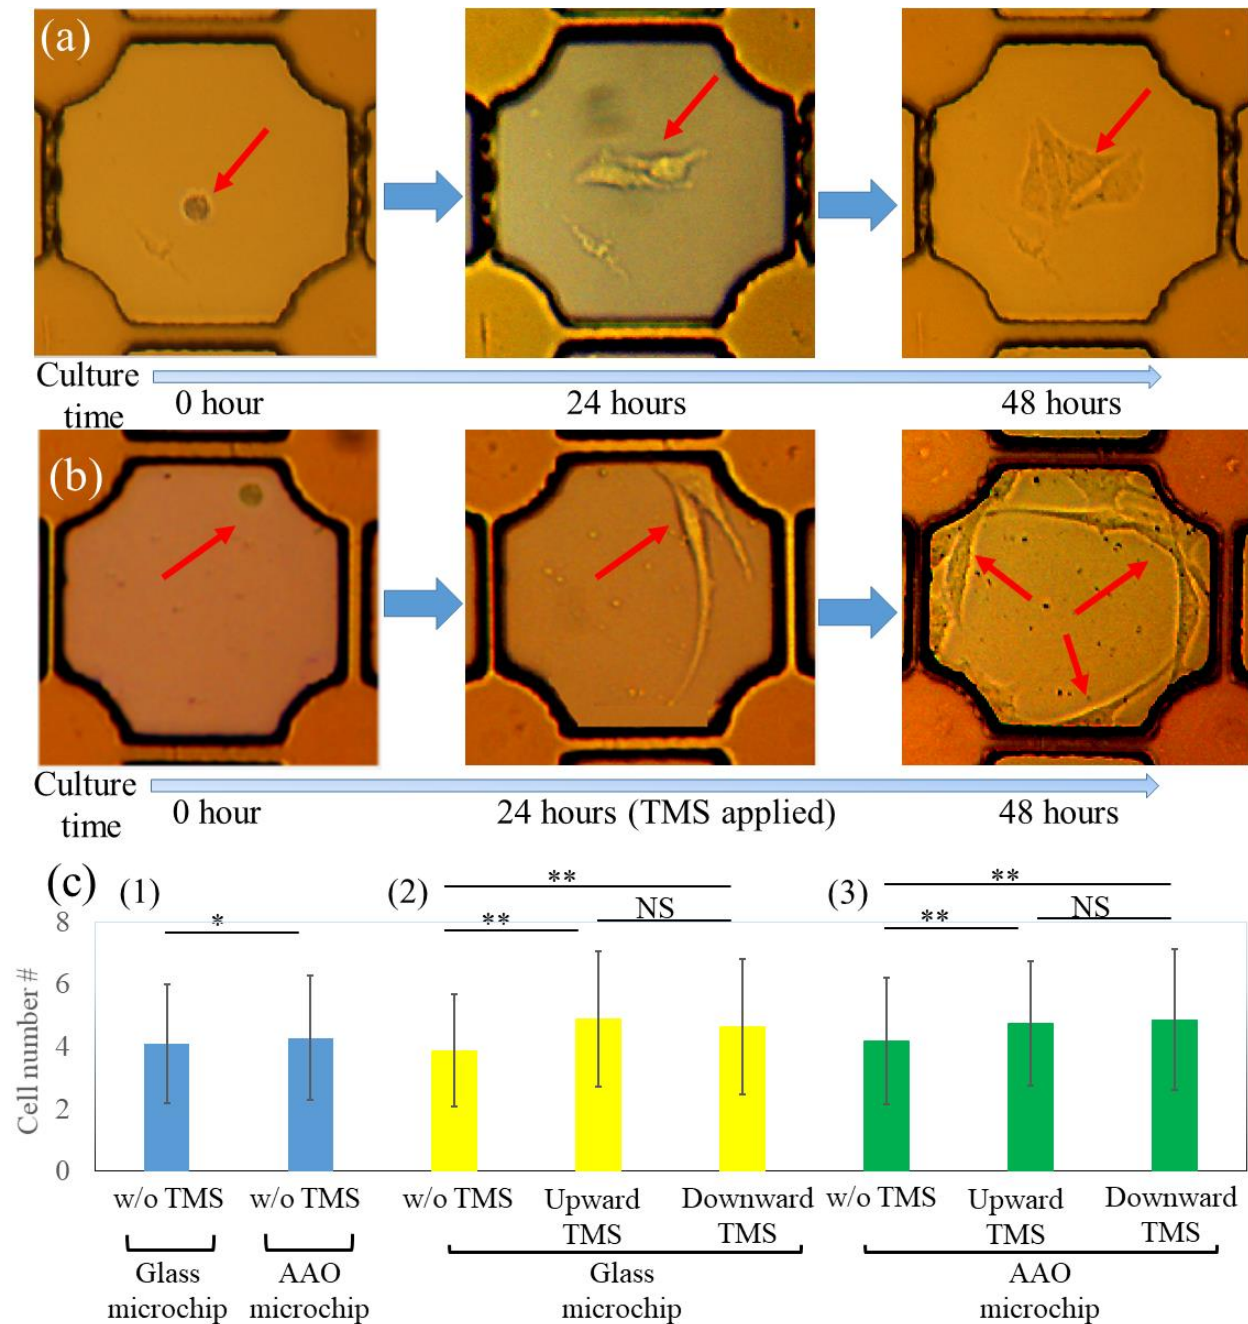 (a)
Culture
time
0 hour
24 hours
48 hours
(b)
Culture
time
0 hour
24 hours (TMS applied)
48 hours
(c)
(1)
(2)
(3)
*
**
**
NS
**
**
NS
Cell number #
8
6
4
2
0
w/o TMS
w/o TMS
w/o TMS
Upward
TMS
Downward
TMS
w/o TMS
Upward
TMS
Downward
TMS
Glass
microchip
AAO
microchip
Glass
microchip
AAO
microchip